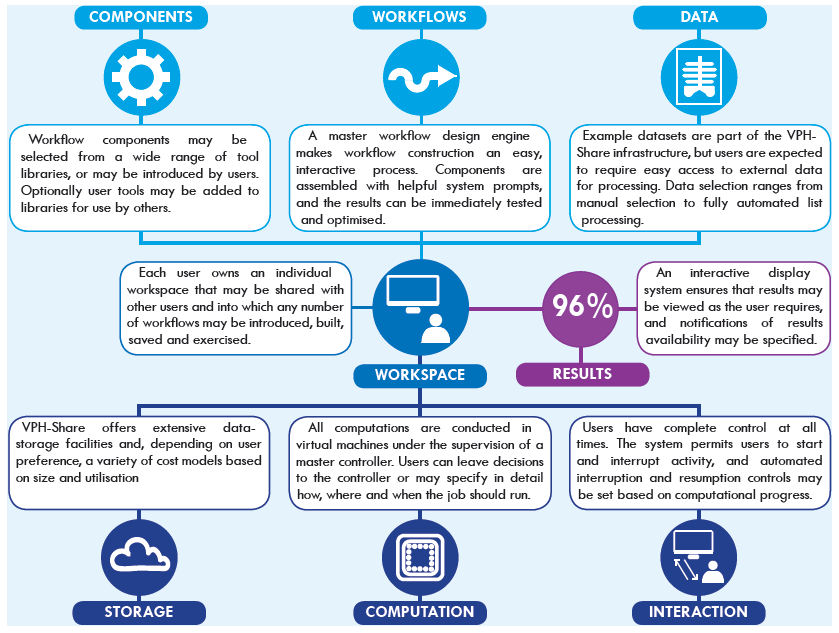 COMPONENTS
WORKFLOWS
DATA
Workflow components may be
selected from a wide range of tool
libraries, or may be introduced by users.
Optionally user tools may be added to
libraries for use by others.
A master workflow design engine
makes workflow construction an easy,
interactive process. Components are
assembled with helpful system prompts,
and the results can be immediately tested
and optimised.
Example datasets are part of the VPH-
Share infrastructure, but users are expected
to require easy access to external data
for processing. Data selection ranges from
manual selection to fully automated list
processing.
Each user owns an individual
workspace that may be shared with
other users and into which any number
of workflows may be introduced, built,
saved and exercised.
WORKSPACE
96%
RESULTS
An interactive display
system ensures that results may
be viewed as the user requires,
and notifications of results
availability may be specified.
VPH-Share offers extensive data-
storage facilities and, depending on user
preference, a variety of cost models based
on size and utilisation
All computations are conducted in
virtual machines under the supervision of a
master controller. Users can leave decisions
to the controller or may specify in detail
how, where and when the job should run.
Users have complete control at all
times. The system permits users to start
and interrupt activity, and automated
interruption and resumption controls may
be set based on computational progress.
STORAGE
COMPUTATION
INTERACTION